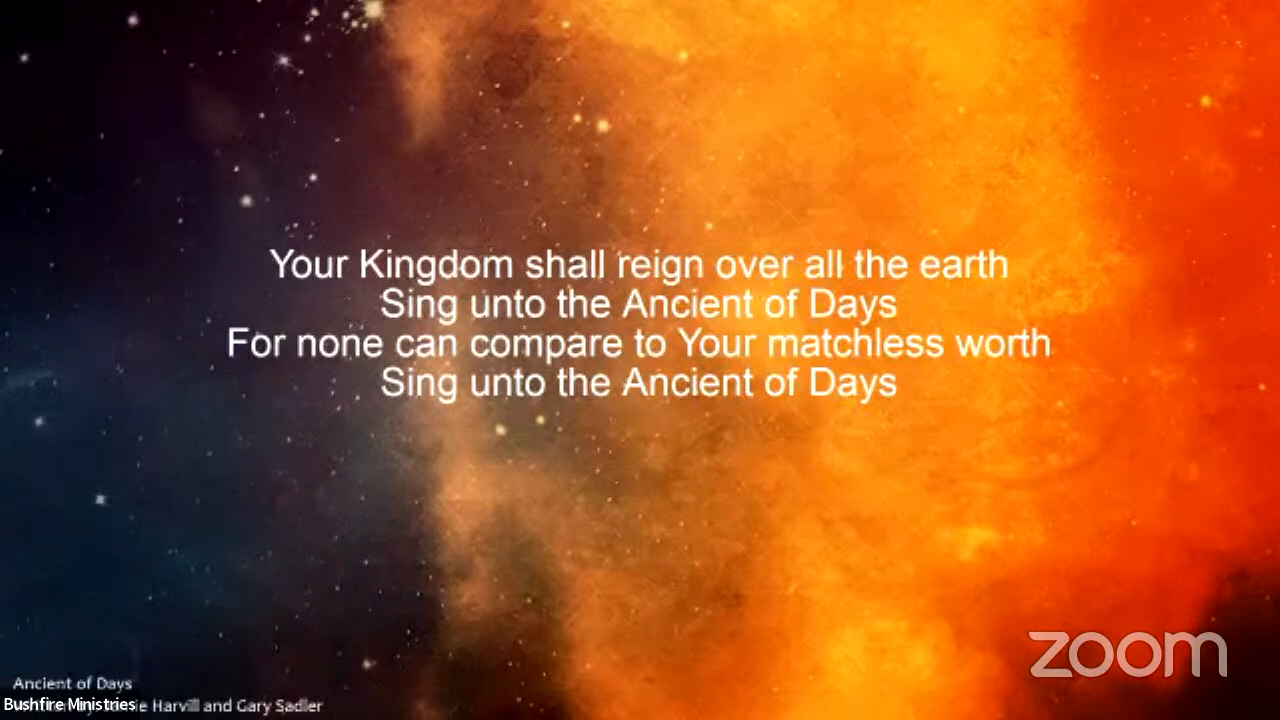 Your Kingdom shall reign over all the earth
Sing unto the Ancient of Days
For none can compare to Your matchless worth
Sing unto the Ancient of Days
zoom
Ancient of Days
Bushfire Ministries
Harvill and Gary Sadler